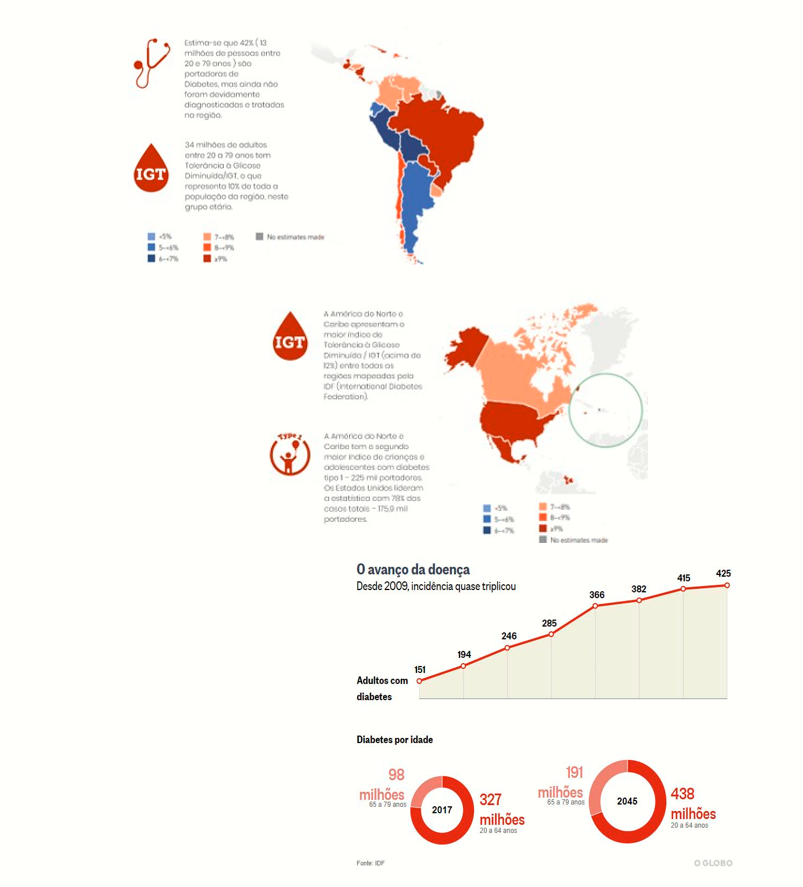 Estima-se que 42% ( 13
milhões de pessoas entre
20 e 79 anos ) são
portadoras de
Diabetes, mas ainda não
foram devidamente
diagnosticadas e tratadas
na região.
IGT
34 milhões de adultos
entre 20 a 79 anos tem
Tolerância à Glicose
Diminuída/IGT, o que
representa 10% de toda a
população da região, neste
grupo etário.
<5% 7-<8% No estimates made
5-<6% 8-<9%
6-<7% ≥9%
IGT
A América do Norte e
Caribe apresentam o
maior índice de
Tolerância à Glicose
Diminuída / IGT (acima de
12%) entre todas as
regiões mapeadas pela
IDF (International Diabetes
Federation).
Type 1
A América do Norte e
Caribe tem o segundo
maior índice de crianças e
adolescentes com diabetes
tipo 1 – 225 mil portadores.
Os Estados Unidos lideram
a estatística com 78% dos
casos totais – 175,9 mil
portadores.
<5% 7-<8%
5-<6% 8-<9%
6-<7% ≥9%
No estimates made
O avanço da doença
Desde 2009, incidência quase triplicou
151 194 246 285 366 382 415 425
Adultos com
diabetes
Diabetes por idade
98
milhões
65 a 79 anos
2017
327
milhões
20 a 64 anos
191
milhões
65 a 79 anos
2045
438
milhões
20 a 64 anos
Fonte: IDF
O GLOBO